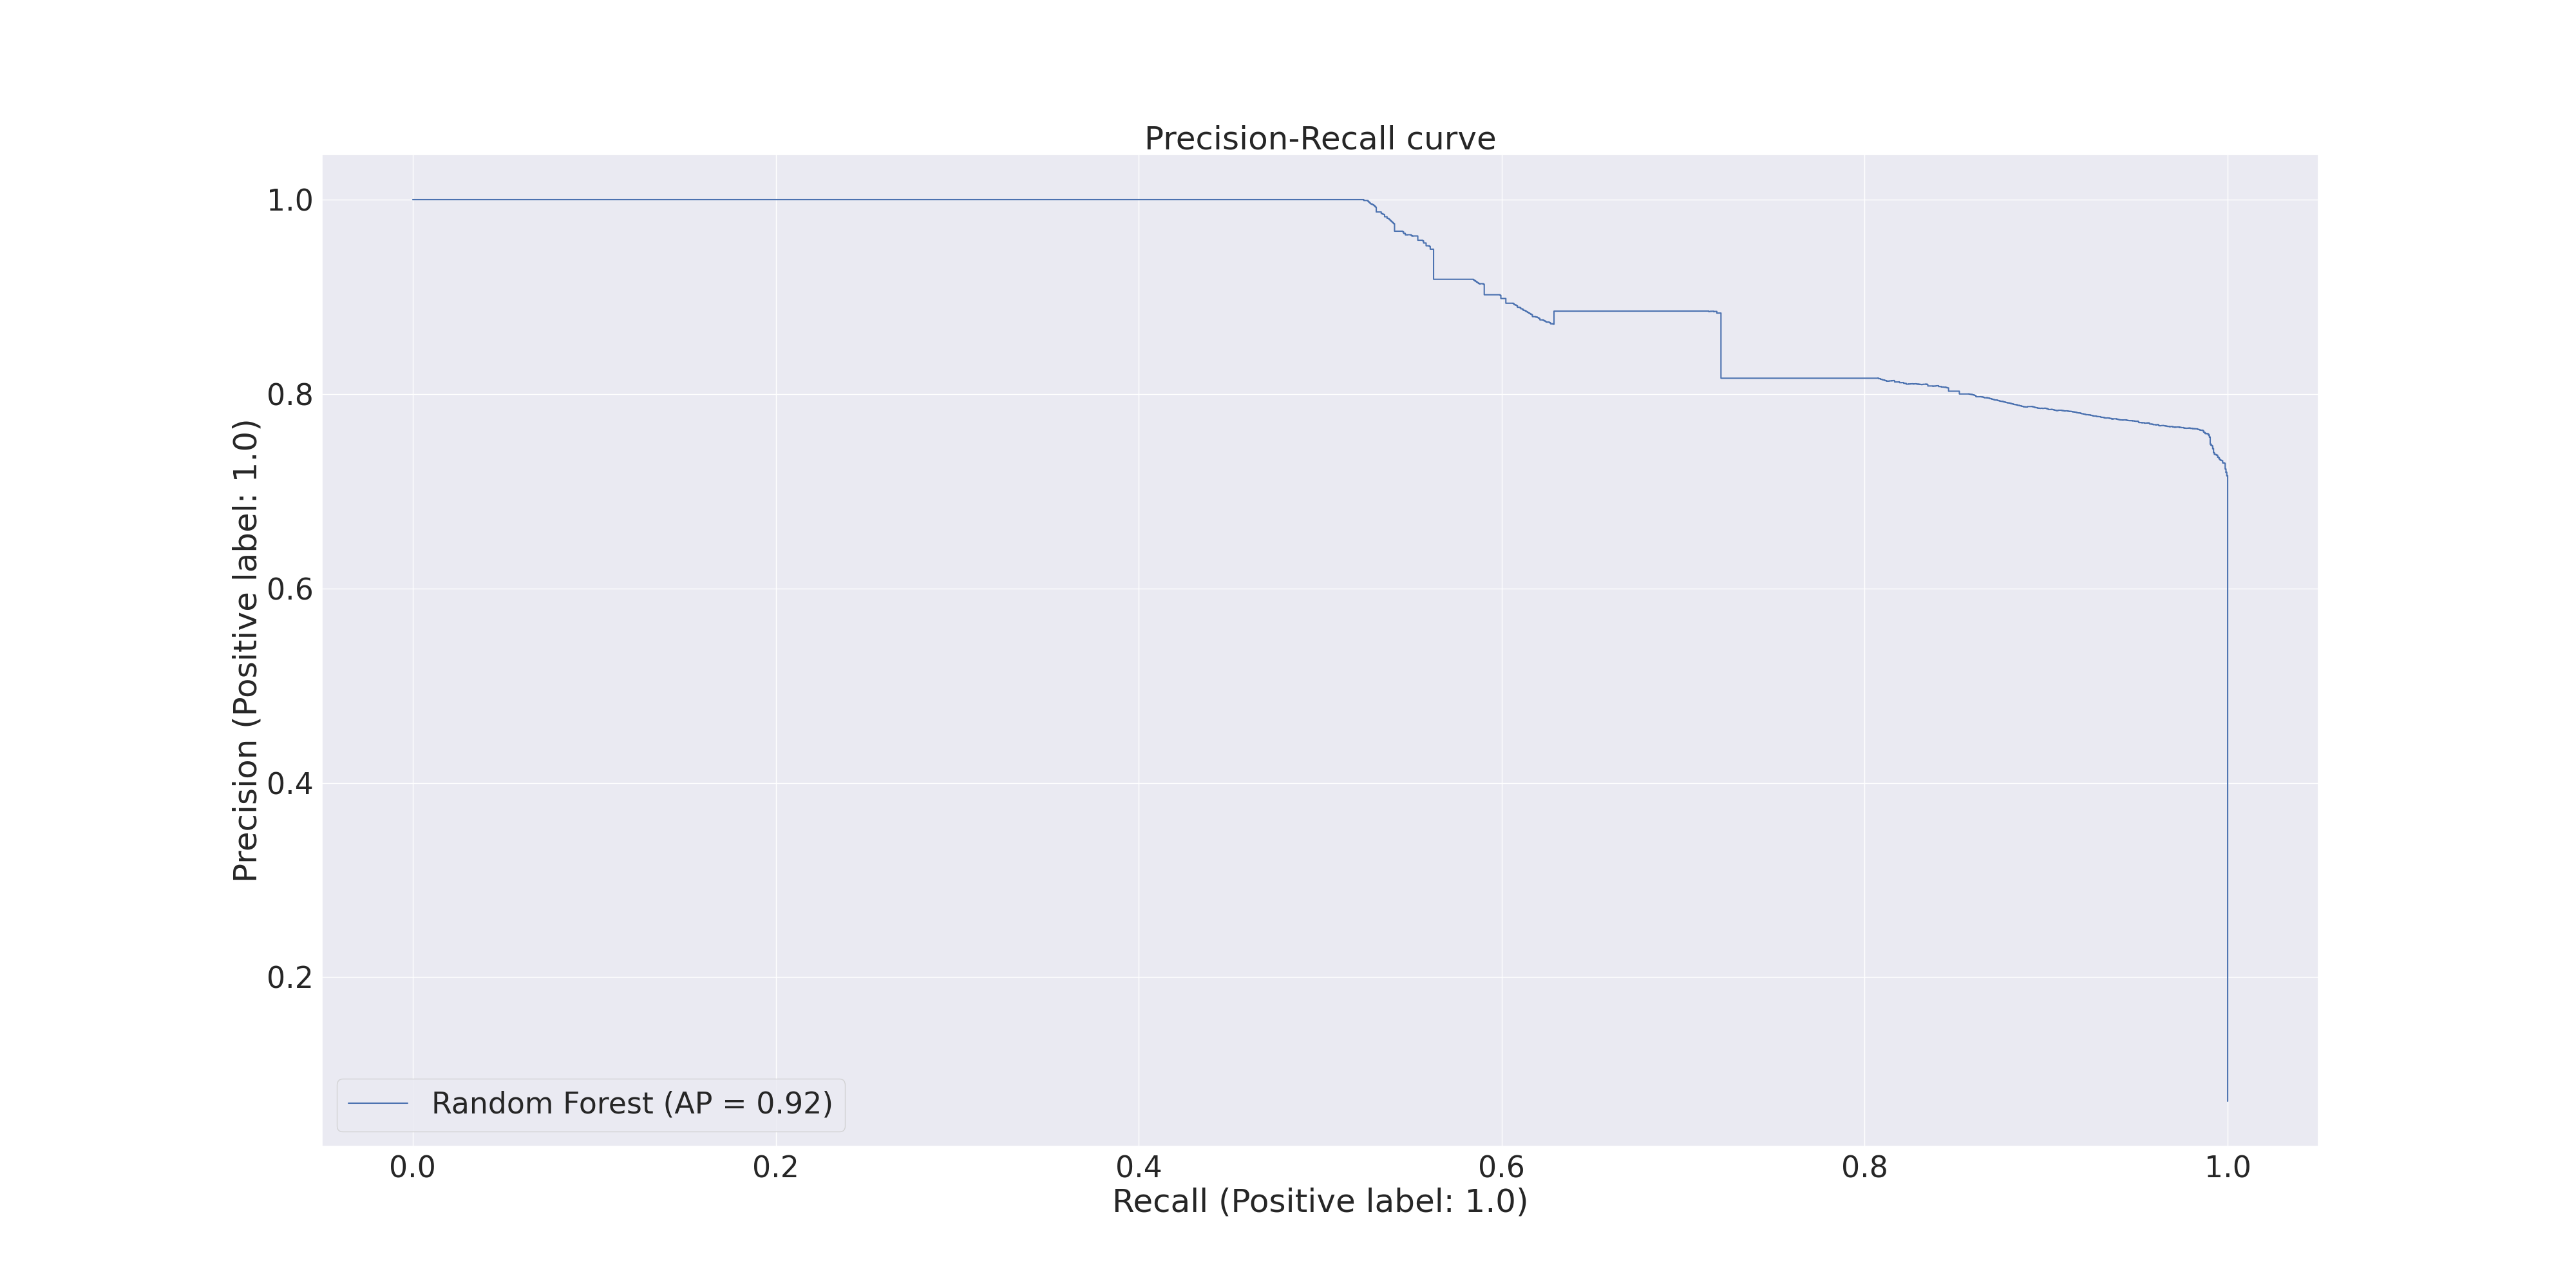 Precision-Recall curve
Precision (Positive label: 1.0)
1.0
0.8
0.6
0.4
0.2
Random Forest (AP = 0.92)
0.0 0.2 0.4 0.6 0.8 1.0
Recall (Positive label: 1.0)